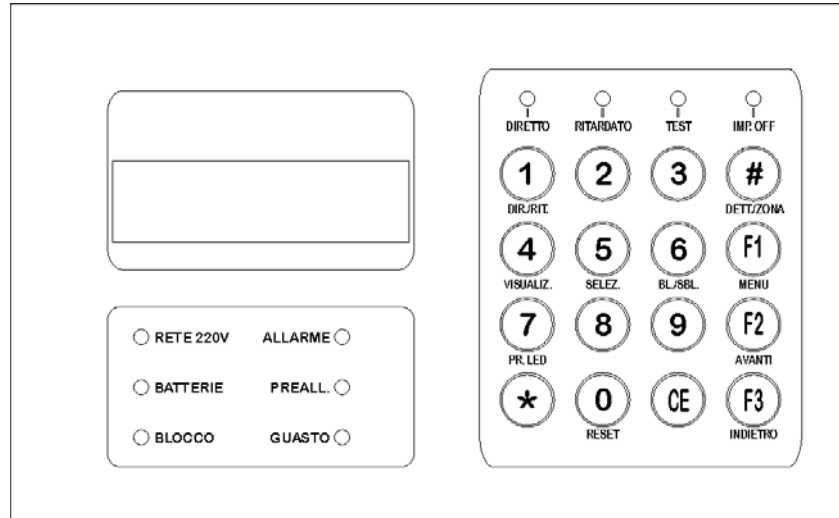 DIRETTO RITARDATO TEST IMP. OFF
1 2 3 #
DIR./RIT. DETT./ZONA
4 5 6 F1
VISUALIZ. SELEZ. BL./SBL. MENU
7 8 9 F2
PR. LED AVANTI
* 0 CE F3
RESET INDIETRO
RETE 220V ALLARME
BATTERIE PREALL.
BLOCCO GUASTO